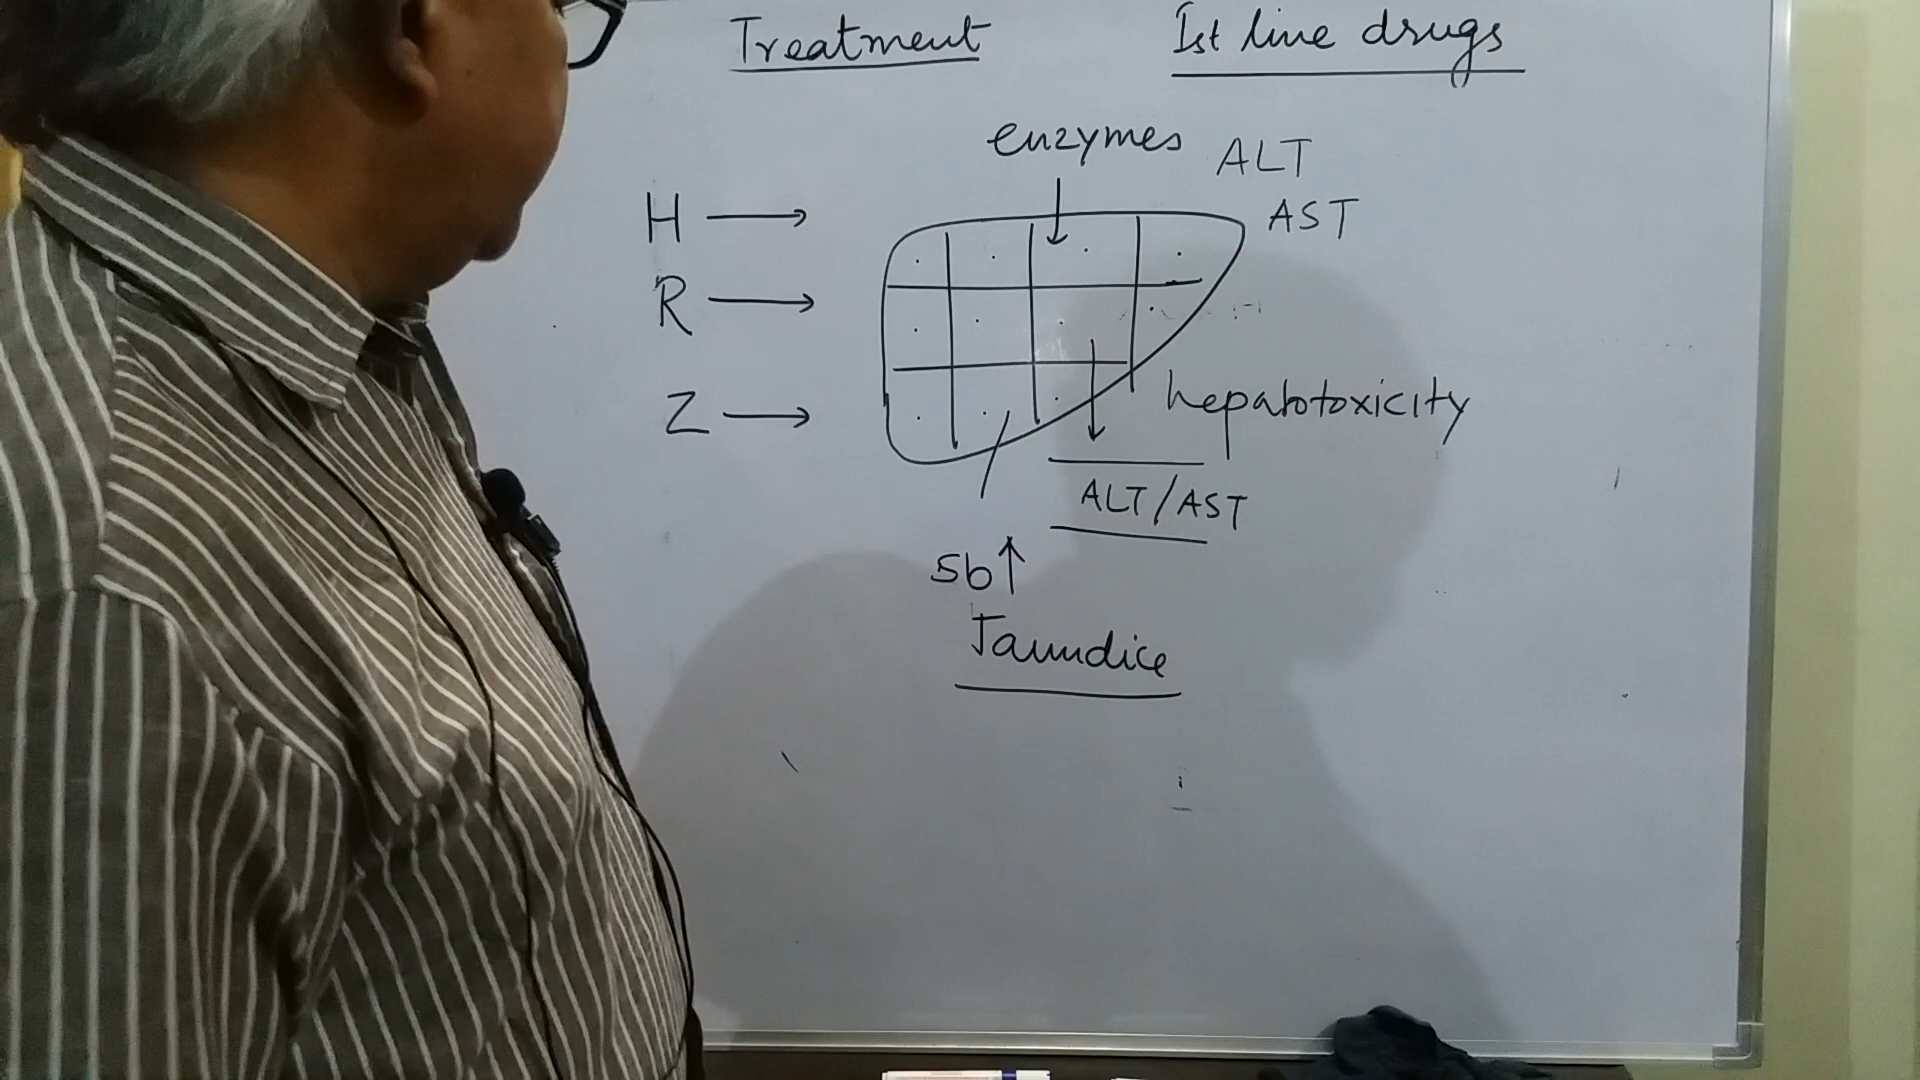 Treatment
Ist line drugs
enzymes
ALT
AST
H
R
Z
hepatotoxicity
ALT/AST
Sb↑
Jaundice